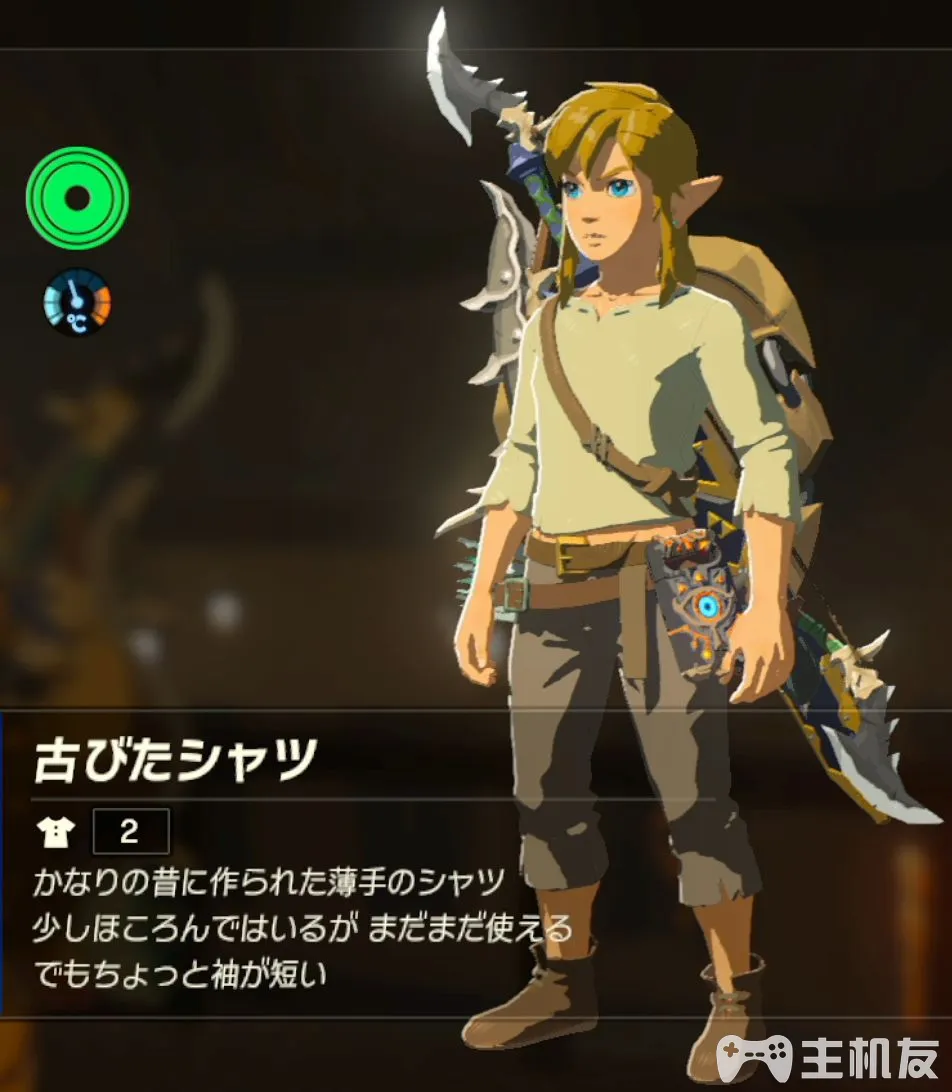 ℃
古びたシャツ
2
かなりの昔に作られた薄手のシャツ
少しほころんではいるが まだまだ使える
でもちょっと袖が短い
主机友